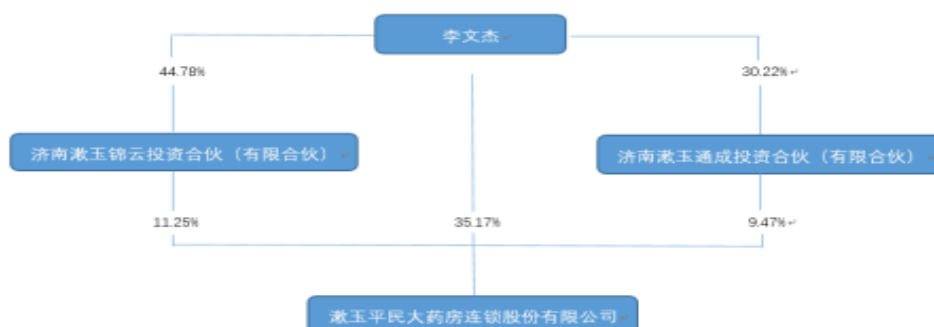 李文杰
44.78%
30.22%
济南漱玉锦云投资合伙（有限合伙）
济南漱玉通成投资合伙（有限合伙）
11.25%
35.17%
9.47%
漱玉平民大药房连锁股份有限公司